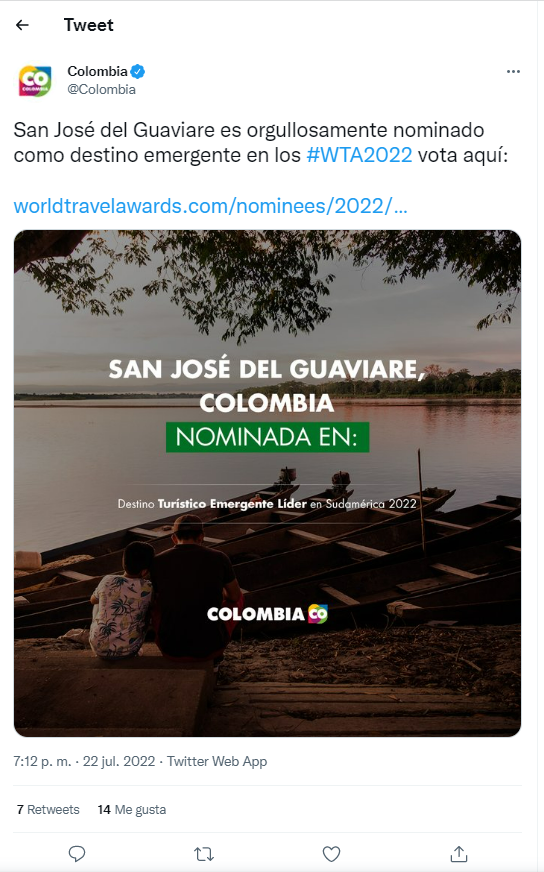 Tweet
Colombia
@Colombia
San José del Guaviare es orgullosamente nominado
como destino emergente en los #WTA2022 vota aquí:
worldtravelawards.com/nominees/2022/...
SAN JOSÉ DEL GUAVIARE,
COLOMBIA
NOMINADA EN:
Destino Turístico Emergente Líder en Sudamérica 2022
COLOMBIA CO
7:12 p. m. · 22 jul. 2022 · Twitter Web App
7 Retweets 14 Me gusta